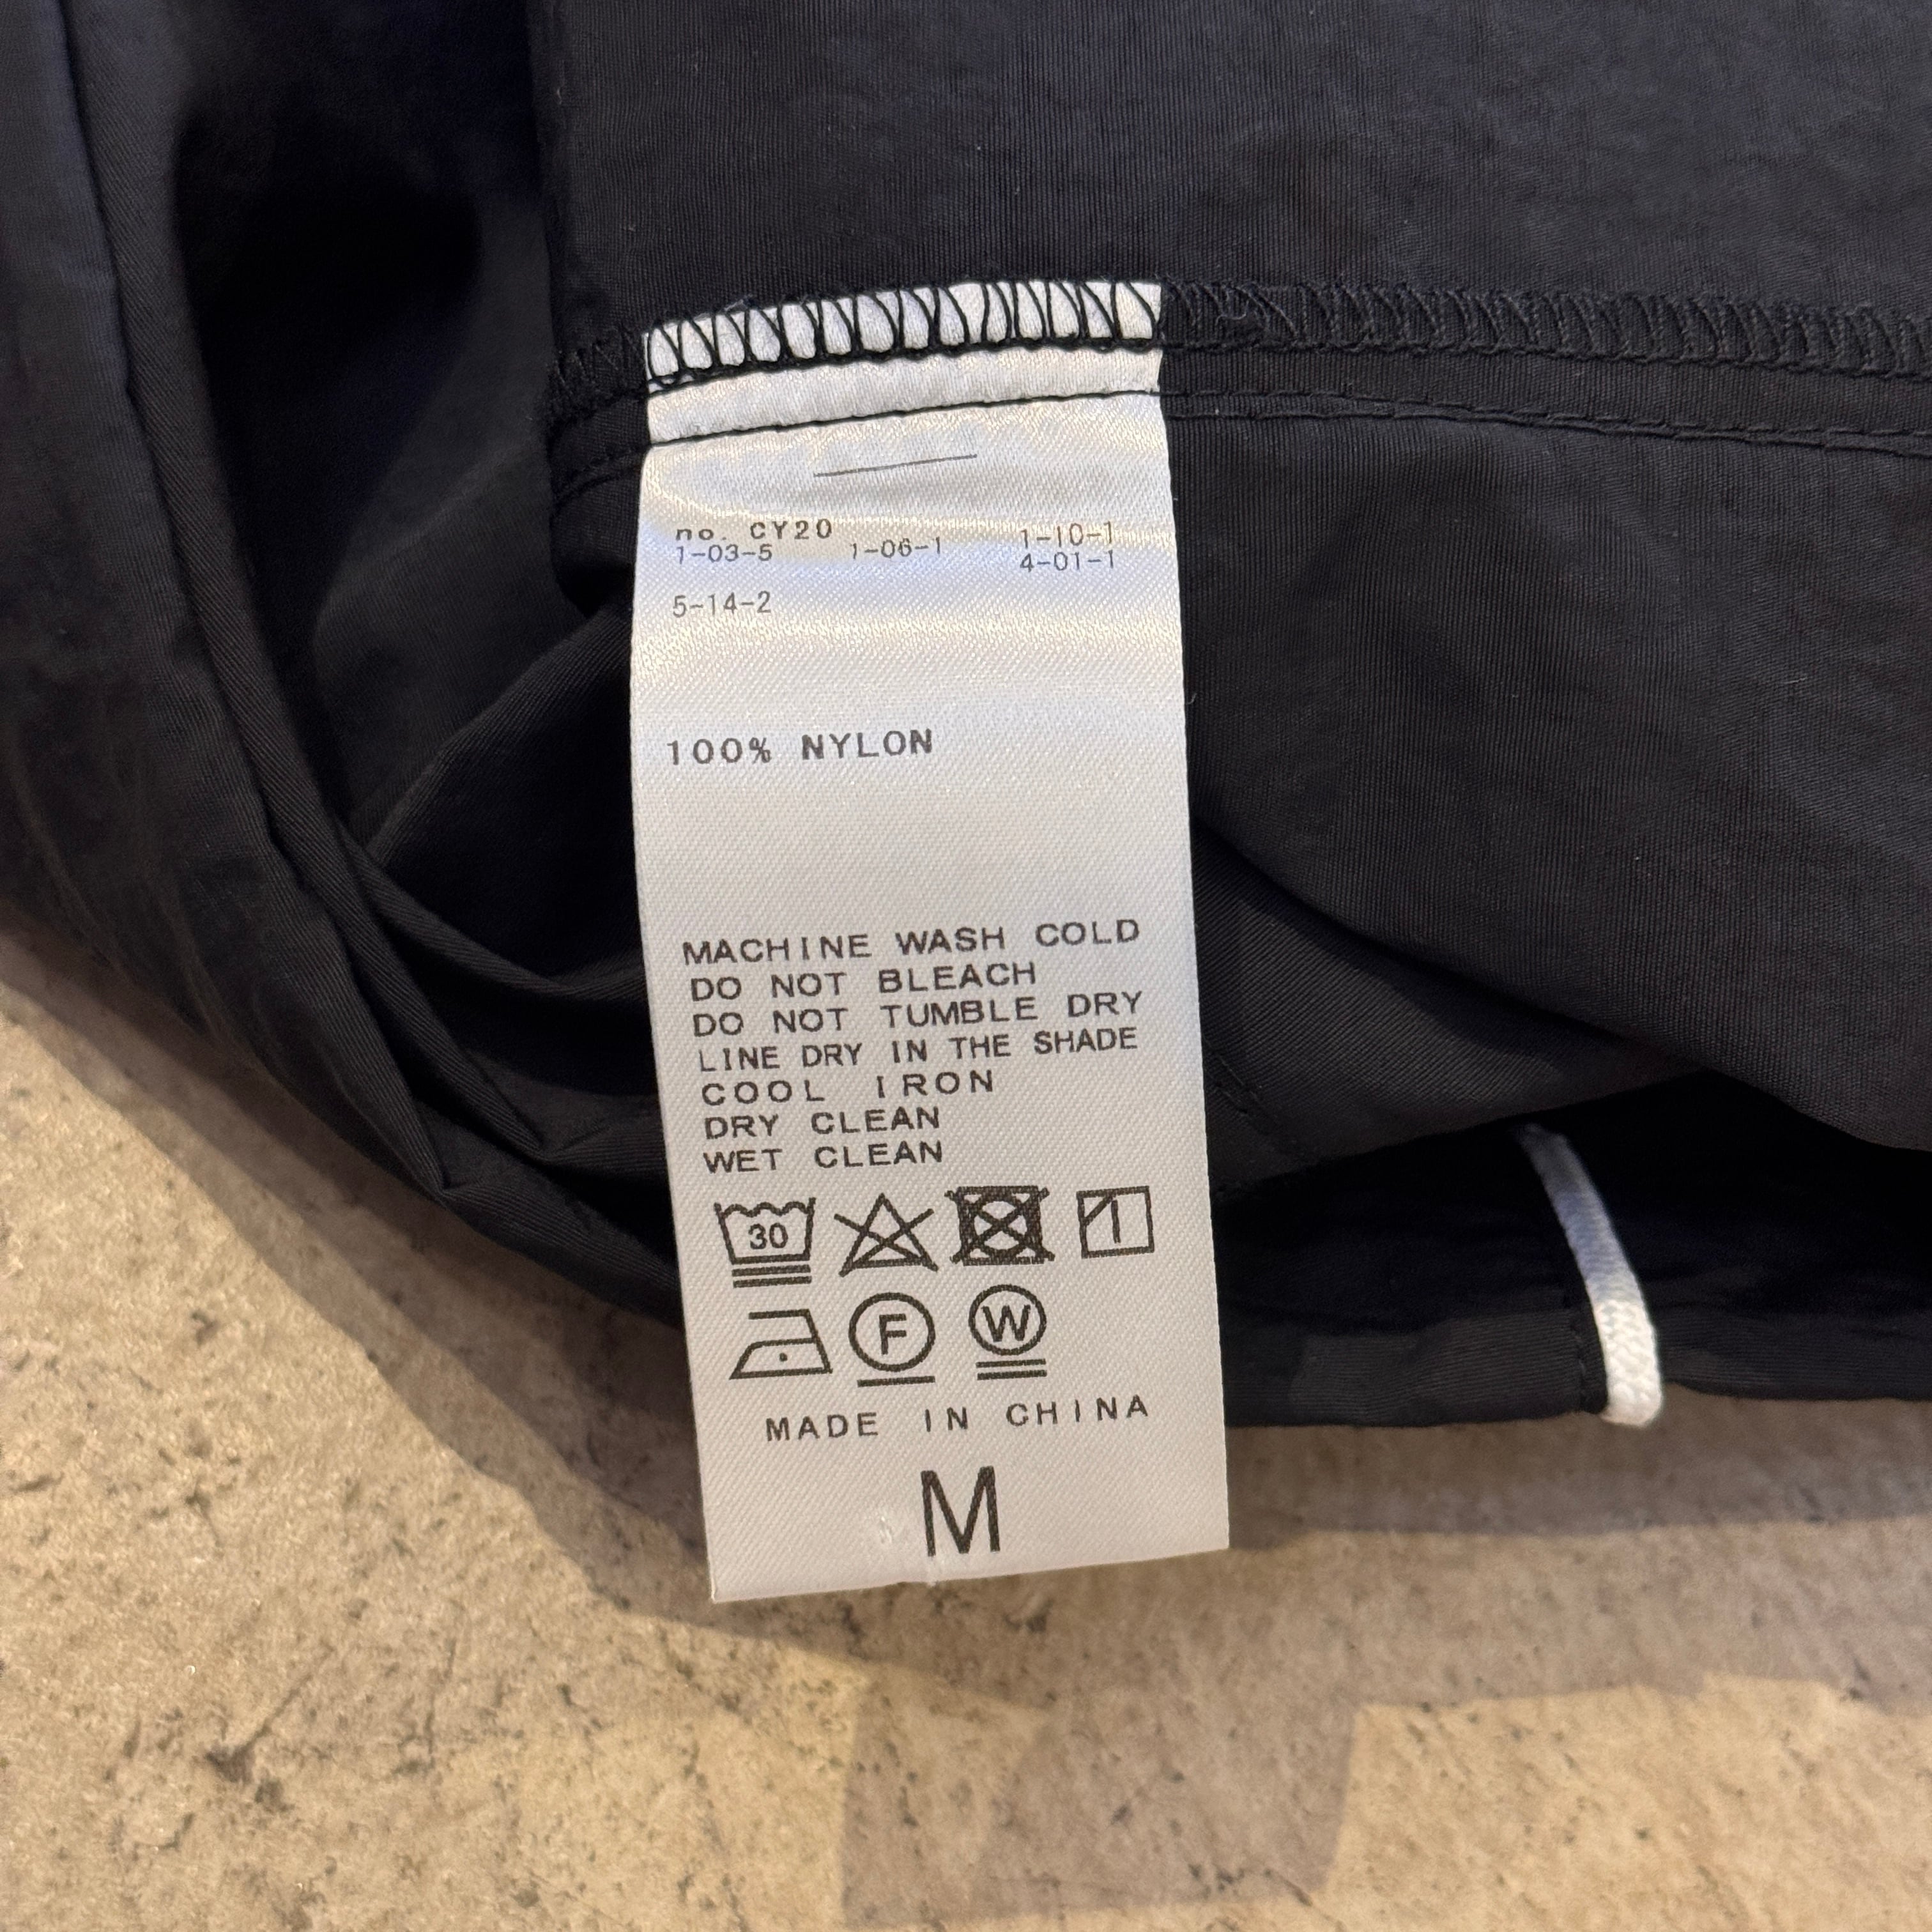 no. CY20
1-03-5 1-06-1 1-10-1
4-01-1
5-14-2
100% NYLON
MACHINE WASH COLD
DO NOT BLEACH
DO NOT TUMBLE DRY
LINE DRY IN THE SHADE
COOL IRON
DRY CLEAN
WET CLEAN
30
F W
MADE IN CHINA
M